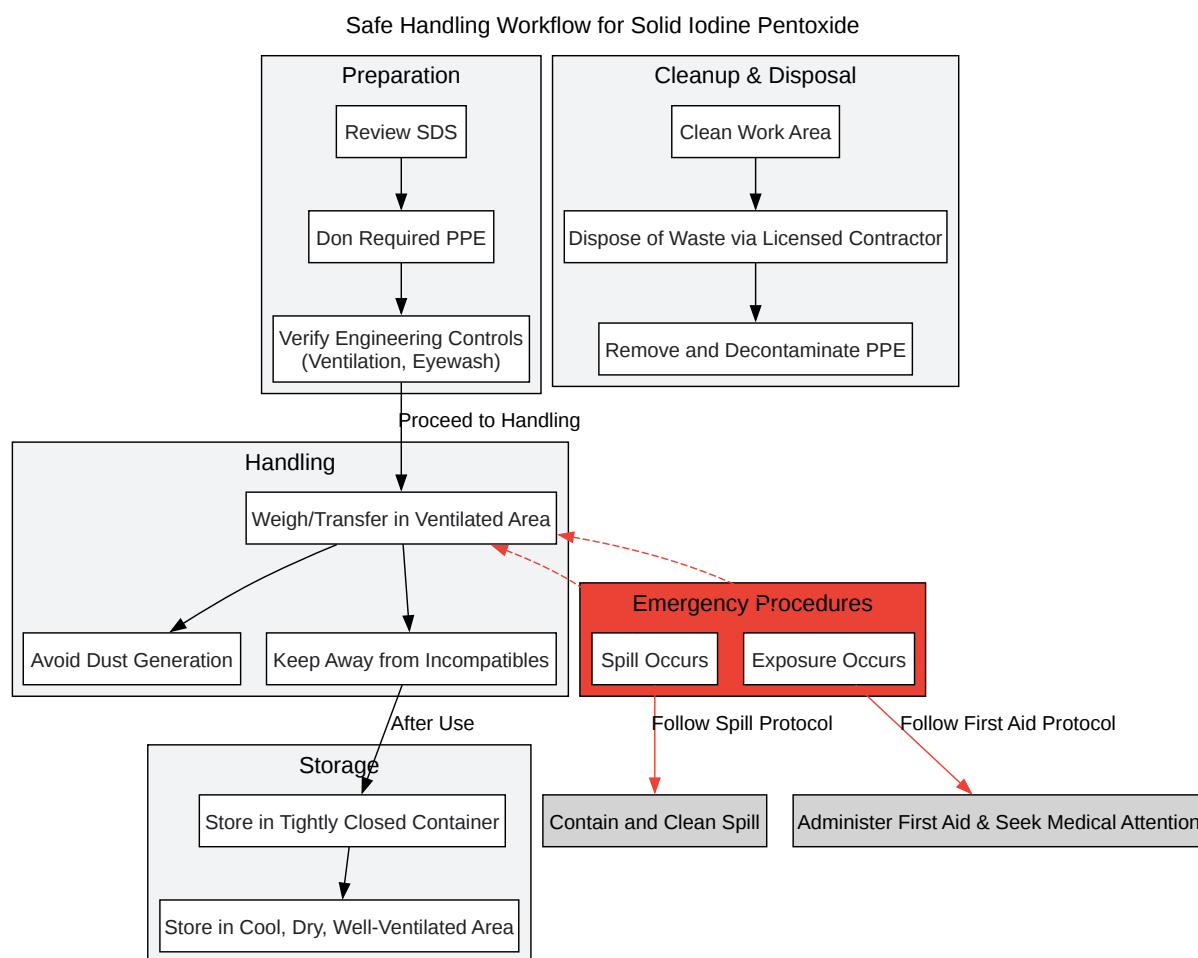 Safe Handling Workflow for Solid Iodine Pentoxide
Preparation
Review SDS
Don Required PPE
Verify Engineering Controls
(Ventilation, Eyewash)
Cleanup & Disposal
Clean Work Area
Dispose of Waste via Licensed Contractor
Remove and Decontaminate PPE
Proceed to Handling
Handling
Weigh/Transfer in Ventilated Area
Avoid Dust Generation
Keep Away from Incompatibles
Emergency Procedures
Spill Occurs
Exposure Occurs
After Use
Follow Spill Protocol
Follow First Aid Protocol
Storage
Store in Tightly Closed Container
Contain and Clean Spill
Administer First Aid & Seek Medical Attention
Store in Cool, Dry, Well-Ventilated Area